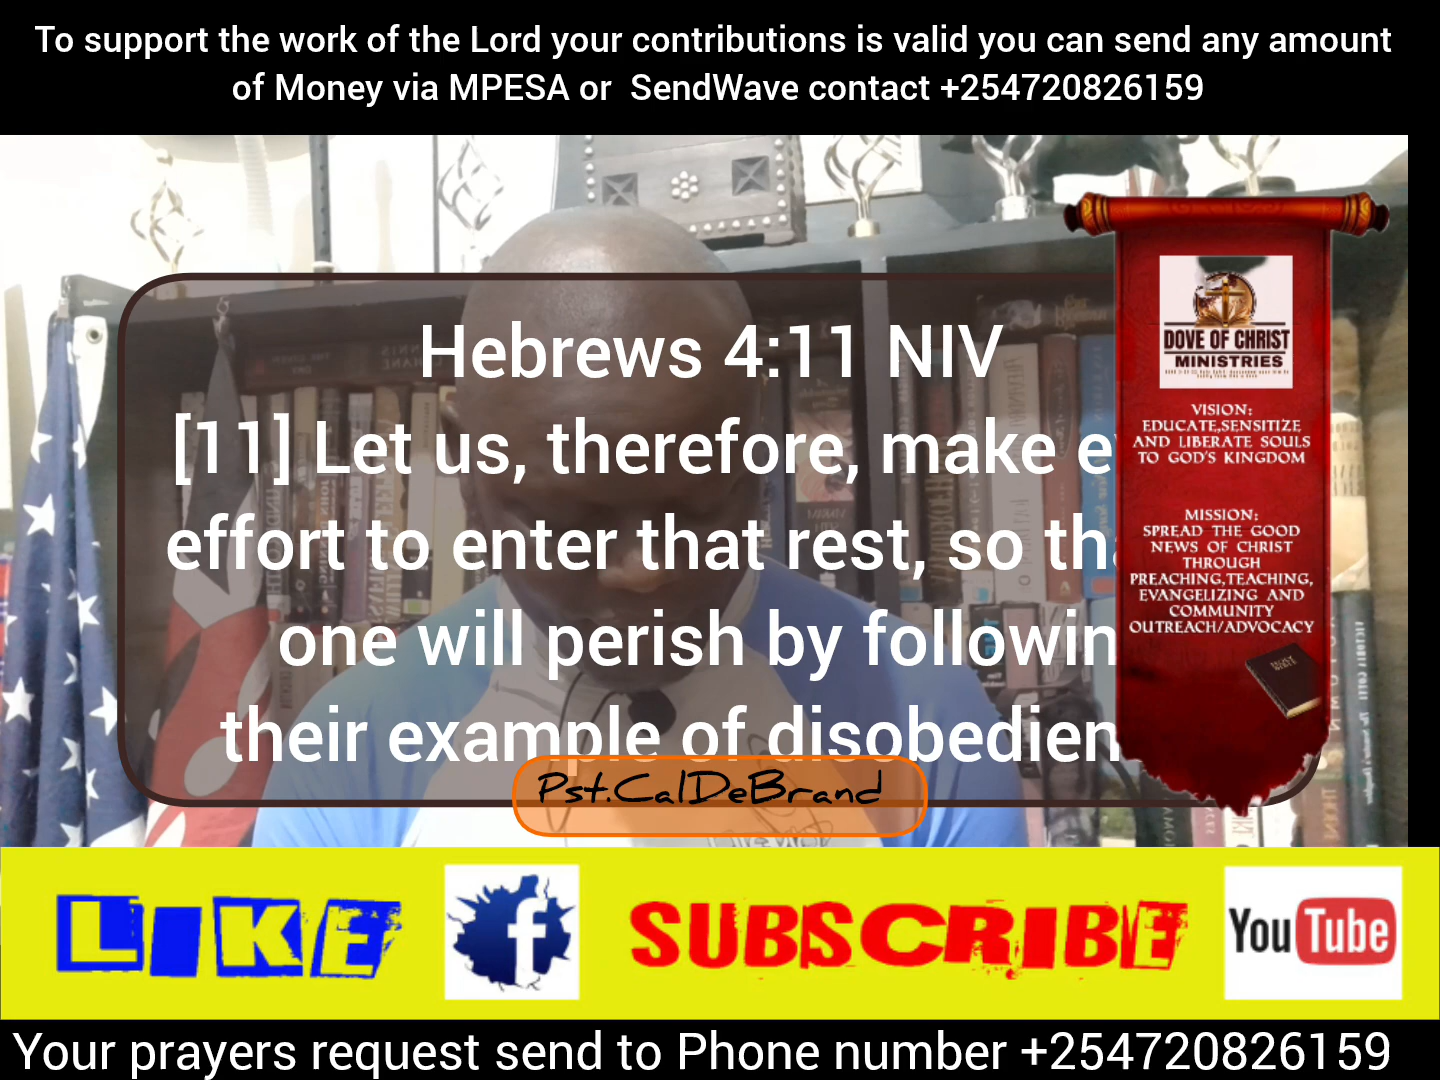 To support the work of the Lord your contributions is valid you can send any amount
of Money via MPESA or SendWave contact +254720826159
Hebrews 4:11 NIV
[11] Let us, therefore, make
effort to enter that rest, so
one will perish by
their example of
Pst.CalDeBrand
DOVE OF CHRIST
MINISTRIES
VISION:
EDUCATE,SENSITIZE
AND LIBERATE SOULS
TO GOD'S KINGDOM
MISSION:
SPREAD THE GOOD
NEWS OF CHRIST
THROUGH
PREACHING,TEACHING,
EVANGELIZING AND
COMMUNITY
OUTREACH/ADVOCACY
LIKE
f
SUBSCRIBE
YouTube
Your prayers request send to Phone number +254720826159